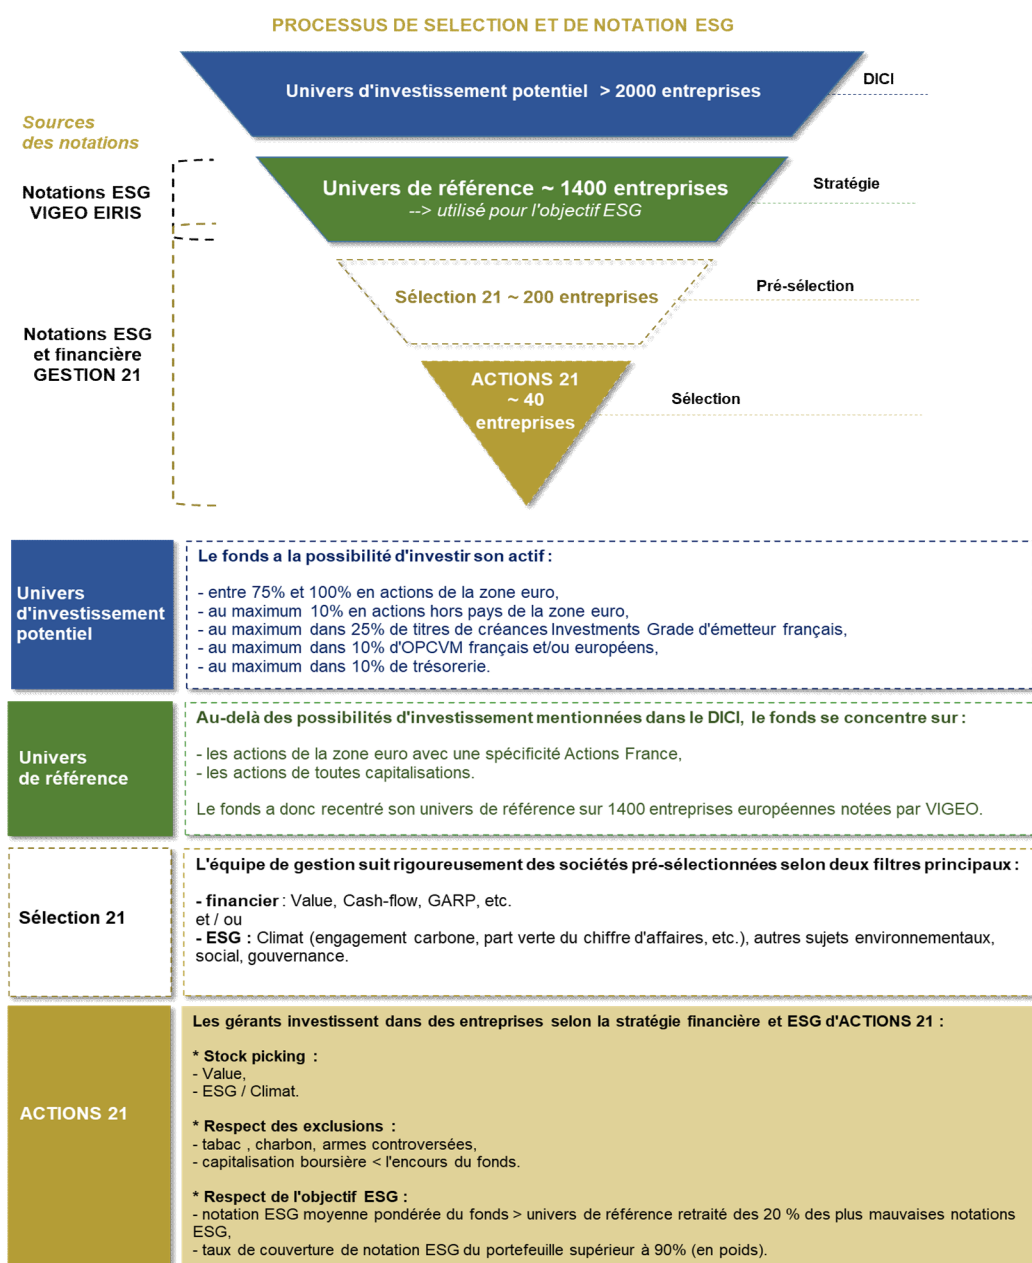 PROCESSUS DE SELECTION ET DE NOTATION ESG
Univers d'investissement potentiel > 2000 entreprises
DICI
Sources
des notations
Notations ESG
VIGEO EIRIS
Univers de référence ~ 1400 entreprises
--> utilisé pour l'objectif ESG
Stratégie
Sélection 21 ~ 200 entreprises
Pré-sélection
Notations ESG
et financière
GESTION 21
ACTIONS 21
~ 40
entreprises
Sélection
Univers
d'investissement
potentiel
Le fonds a la possibilité d'investir son actif :
- entre 75% et 100% en actions de la zone euro,
- au maximum 10% en actions hors pays de la zone euro,
- au maximum dans 25% de titres de créances Investments Grade d'émetteur français,
- au maximum dans 10% d'OPCVM français et/ou européens,
- au maximum dans 10% de trésorerie.
Univers
de référence
Au-delà des possibilités d'investissement mentionnées dans le DICI, le fonds se concentre sur :
- les actions de la zone euro avec une spécificité Actions France,
- les actions de toutes capitalisations.
Le fonds a donc recentré son univers de référence sur 1400 entreprises européennes notées par VIGEO.
Sélection 21
L'équipe de gestion suit rigoureusement des sociétés pré-sélectionnées selon deux filtres principaux :
- financier : Value, Cash-flow, GARP, etc.
et / ou
- ESG : Climat (engagement carbone, part verte du chiffre d'affaires, etc.), autres sujets environnementaux,
social, gouvernance.
ACTIONS 21
Les gérants investissent dans des entreprises selon la stratégie financière et ESG d'ACTIONS 21 :
* Stock picking :
- Value,
- ESG / Climat.
* Respect des exclusions :
- tabac , charbon, armes controversées,
- capitalisation boursière < l'encours du fonds.
* Respect de l'objectif ESG :
- notation ESG moyenne pondérée du fonds > univers de référence retraité des 20 % des plus mauvaises notations
ESG,
- taux de couverture de notation ESG du portefeuille supérieur à 90% (en poids).